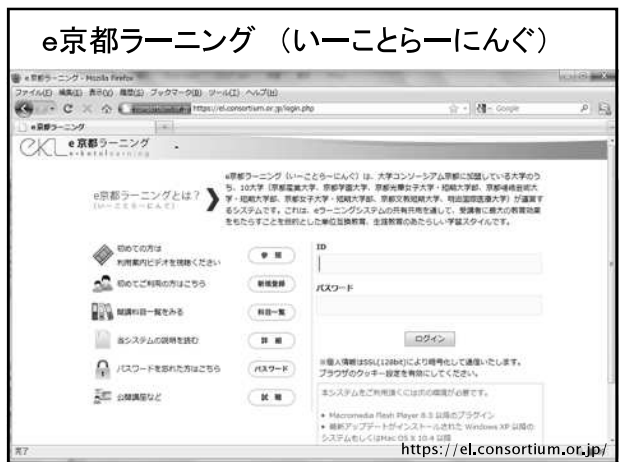 e京都ラーニング （いーことらーにんぐ）
e京都ラーニング - Mozilla Firefox
ファイル(F) 編集(E) 表示(V) 履歴(S) ブックマーク(B) ツール(T) ヘルプ(H)
https://el.consortium.or.jp/login.php
Google
e京都ラーニング
eKL e京都ラーニング
e-kotolearning
e京都ラーニング（いーことらーにんぐ）は、大学コンソーシアム京都に加盟している大学のう
ち、10大学（京都産業大学、京都学園大学、京都光華女子大学・短期大学部、京都嵯峨芸術大
学・短期大学部、京都女子大学・短期大学部、京都文教短期大学、明治国際医療大学）が運営す
るシステムです。これは、eラーニングシステムの共有共用を通して、受講者に最大の教育効果
をもたらすことを目的とした単位互換教育、生涯教育のあたらしい学習スタイルです。
e京都ラーニングとは？
(いーことらーにんぐ)
初めての方は
利用案内ビデオを視聴ください
初めてご利用の方はこちら
新規登録
開講科目一覧をみる
科目一覧
当システムの説明を読む
詳 細
パスワードを忘れた方はこちら
パスワード
公開講座など
ID
パスワード
ログイン
※個人情報はSSL(128bit)により暗号化して通信いたします。
ブラウザのクッキー設定を有効にしてください。
本システムをご利用頂くには次の環境が必要です。
• Macromedia Flash Player 8.5 以降のプラグイン
• 最新アップデートがインストールされた Windows XP 以降の
システムもしくはMac OS X 10.4 以降
完了
https://el.consortium.or.jp/